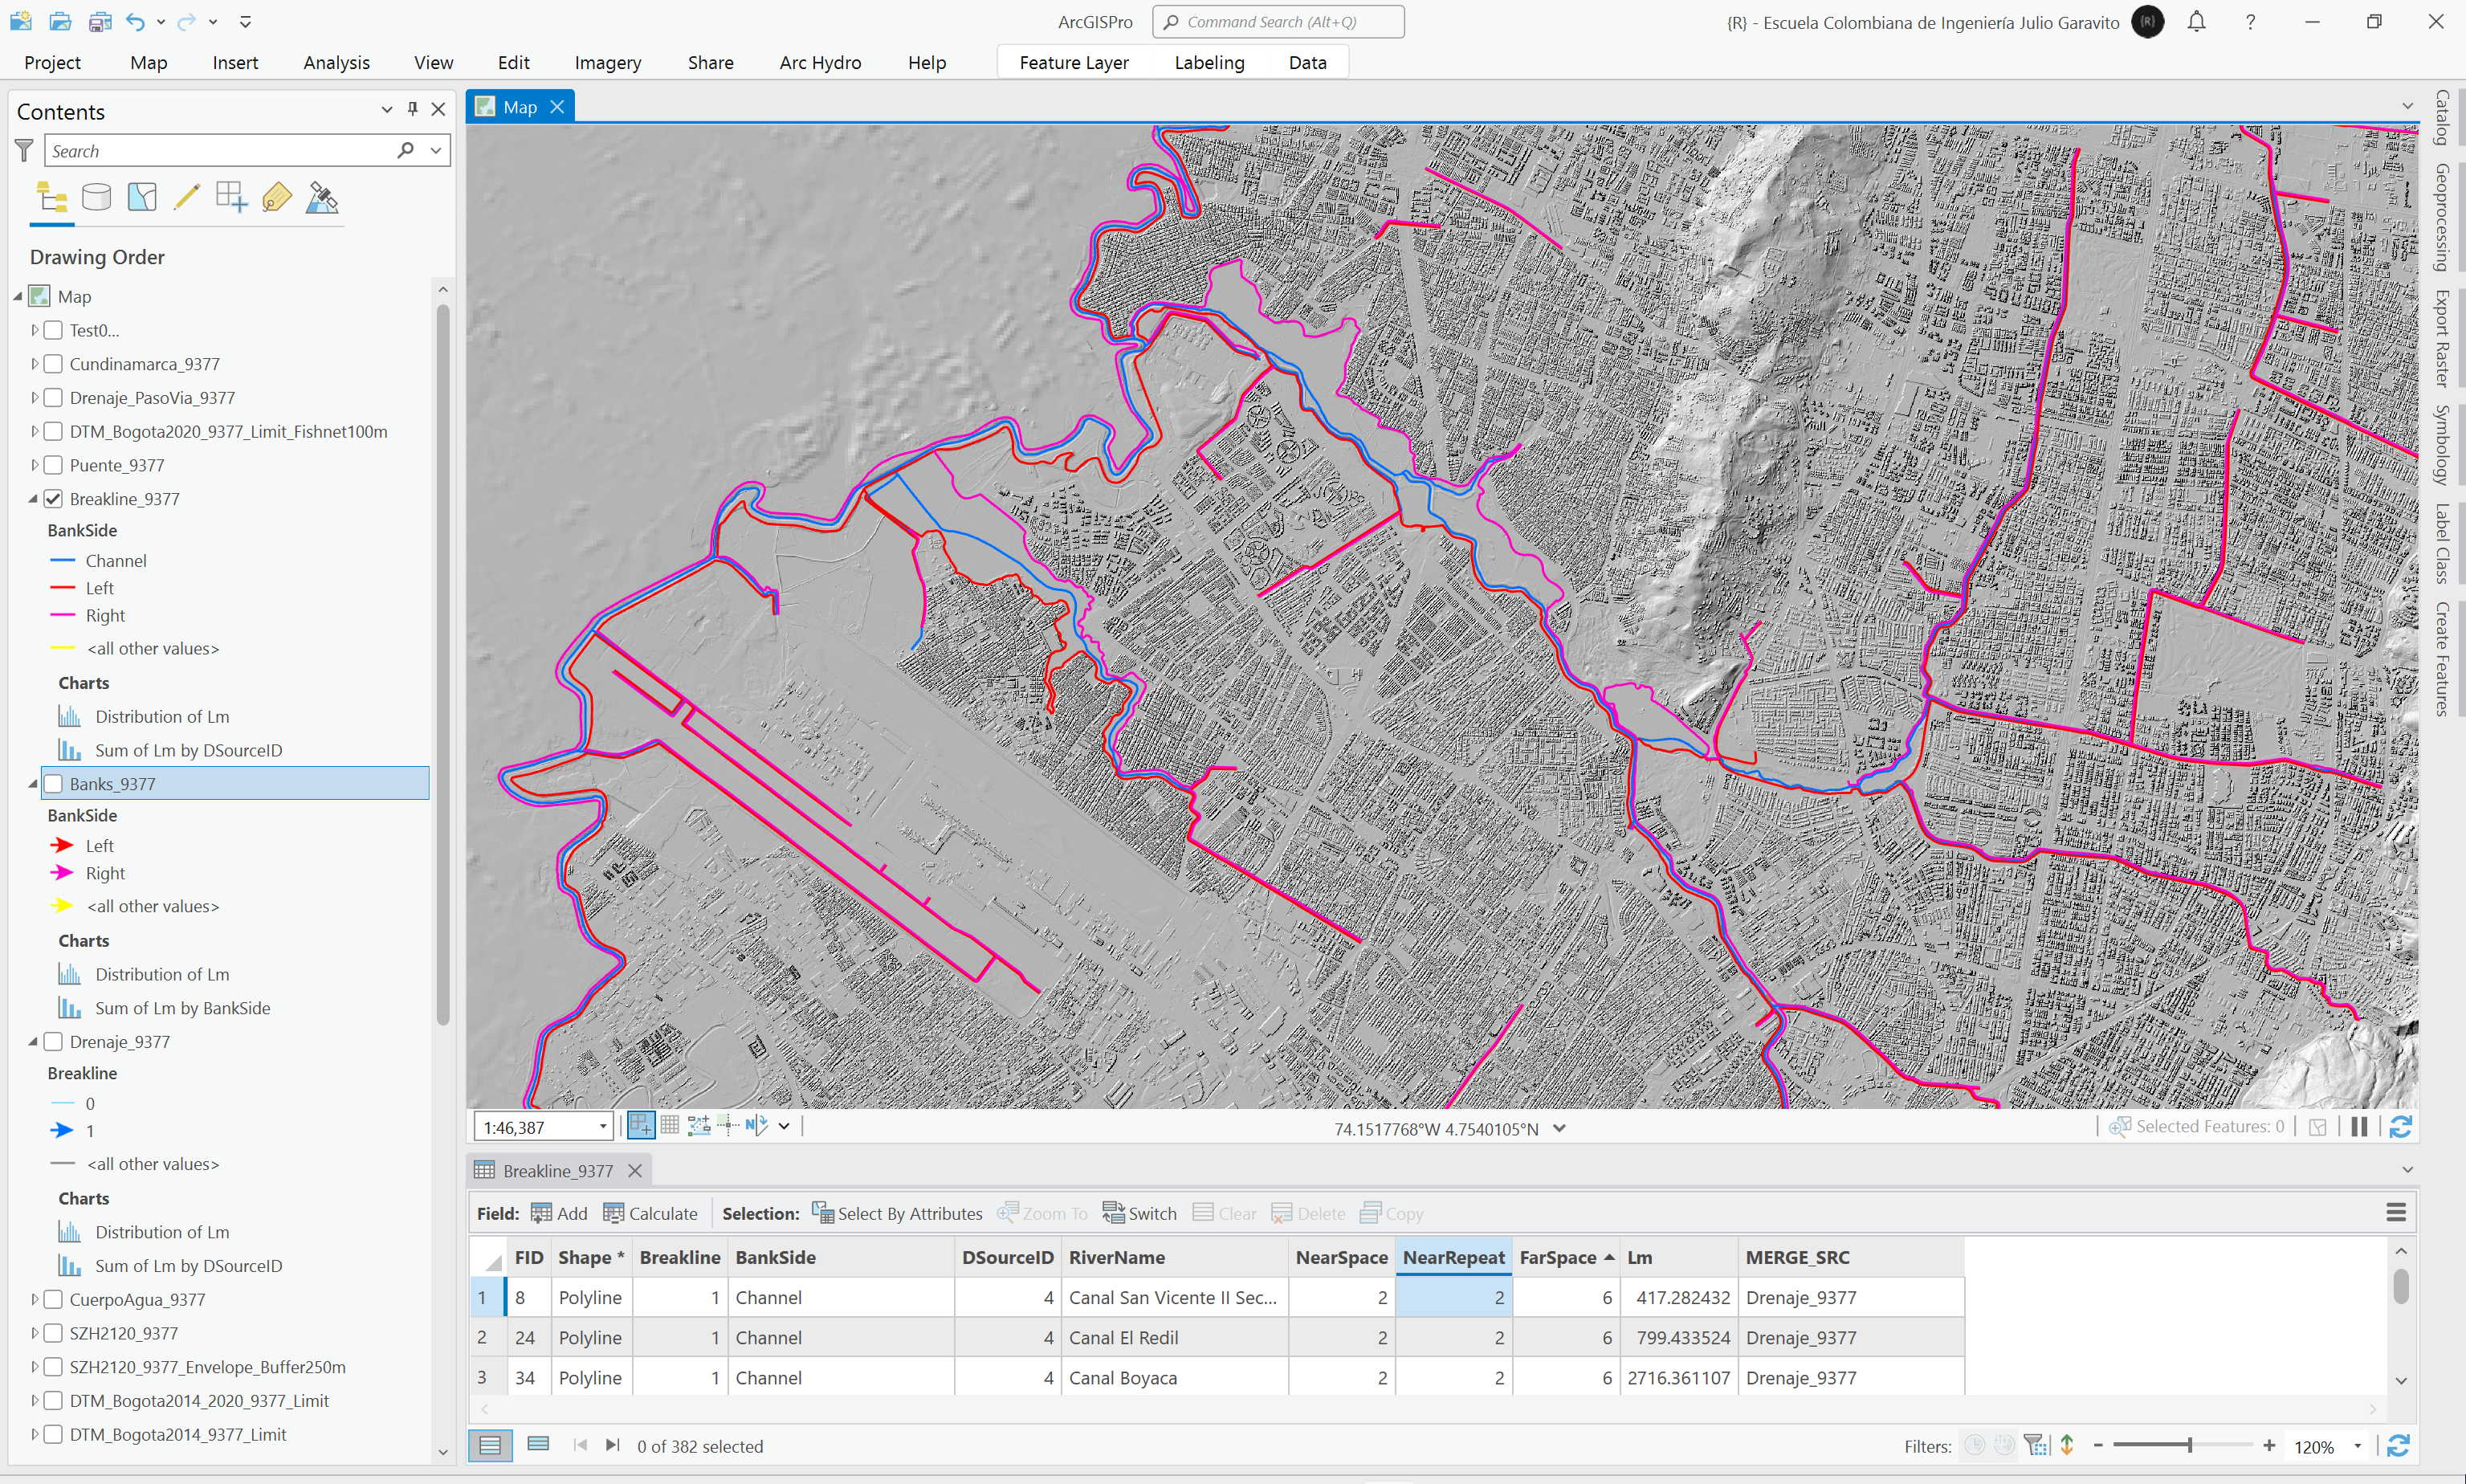 ArcGISPro
Command Search (Alt+Q)
{R} - Escuela Colombiana de Ingeniería Julio Garavito
{R}
?
Project Map Insert Analysis View Edit Imagery Share Arc Hydro Help Feature Layer Labeling Data
Contents
Search
Drawing Order
Map
Test0...
Cundinamarca_9377
Drenaje_PasoVia_9377
DTM_Bogota2020_9377_Limit_Fishnet100m
Puente_9377
Breakline_9377
BankSide
Channel
Left
Right
<all other values>
Charts
Distribution of Lm
Sum of Lm by DSourceID
Banks_9377
BankSide
Left
Right
<all other values>
Charts
Distribution of Lm
Sum of Lm by BankSide
Drenaje_9377
Breakline
0
1
<all other values>
Charts
Distribution of Lm
Sum of Lm by DSourceID
CuerpoAgua_9377
SZH2120_9377
SZH2120_9377_Envelope_Buffer250m
DTM_Bogota2014_2020_9377_Limit
DTM_Bogota2014_9377_Limit
Map
Catalog
Geoprocessing
Export Raster
Symbology
Label Class
Create Features
1:46,387
N
74.1517768°W 4.7540105°N
Selected Features: 0
Breakline_9377
Field: Add Calculate Selection: Select By Attributes Zoom To Switch Clear Delete Copy
FID Shape * Breakline BankSide DSourceID RiverName NearSpace NearRepeat FarSpace Lm MERGE_SRC
1 8 Polyline 1 Channel 4 Canal San Vicente II Sec... 2 2 6 417.282432 Drenaje_9377
2 24 Polyline 1 Channel 4 Canal El Redil 2 2 6 799.433524 Drenaje_9377
3 34 Polyline 1 Channel 4 Canal Boyaca 2 2 6 2716.361107 Drenaje_9377
0 of 382 selected
Filters:
120%